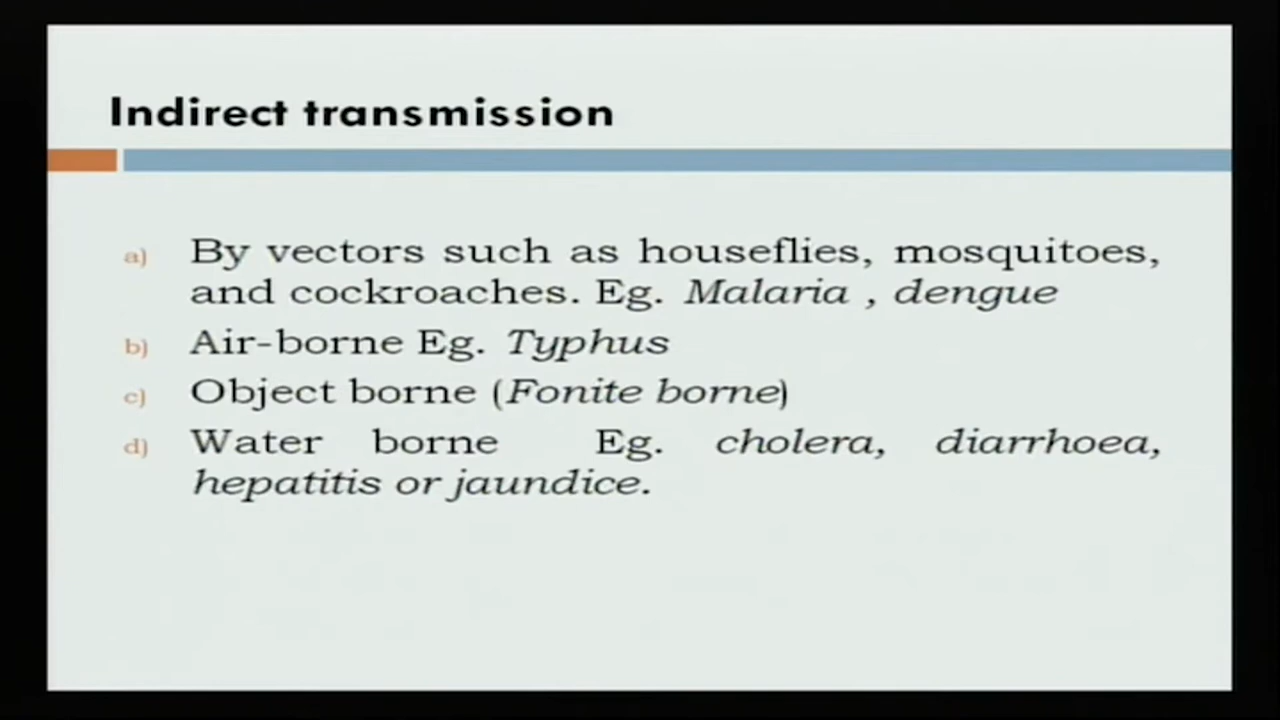 Indirect transmission
a) By vectors such as houseflies, mosquitoes,
and cockroaches. Eg. Malaria , dengue
b) Air-borne Eg. Typhus
c) Object borne (Fonite borne)
d) Water borne Eg. cholera, diarrhoea,
hepatitis or jaundice.